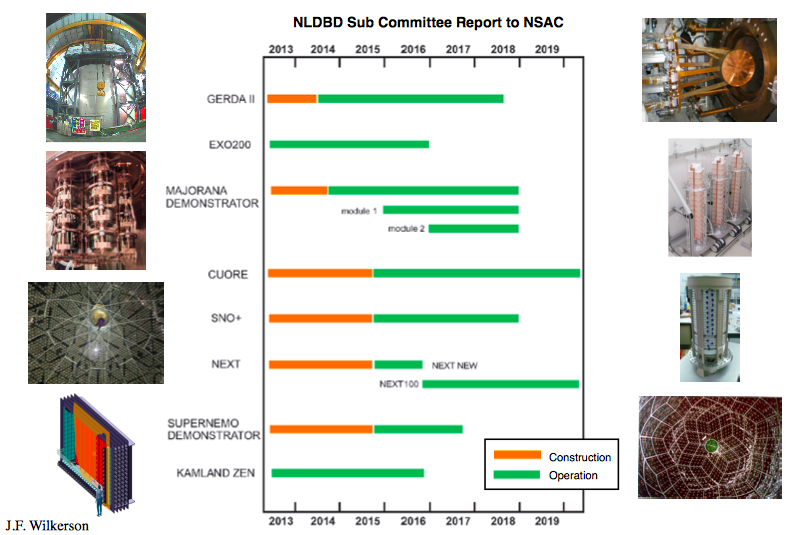 NLDBD Sub Committee Report to NSAC
2013 2014 2015 2016 2017 2018 2019
GERDA II
EXO200
MAJORANA
DEMONSTRATOR
module 1
module 2
CUORE
SNO+
NEXT
NEXT NEW
NEXT100
SUPERNEMO
DEMONSTRATOR
KAMLAND ZEN
Construction
Operation
2013 2014 2015 2016 2017 2018 2019
J.F. Wilkerson